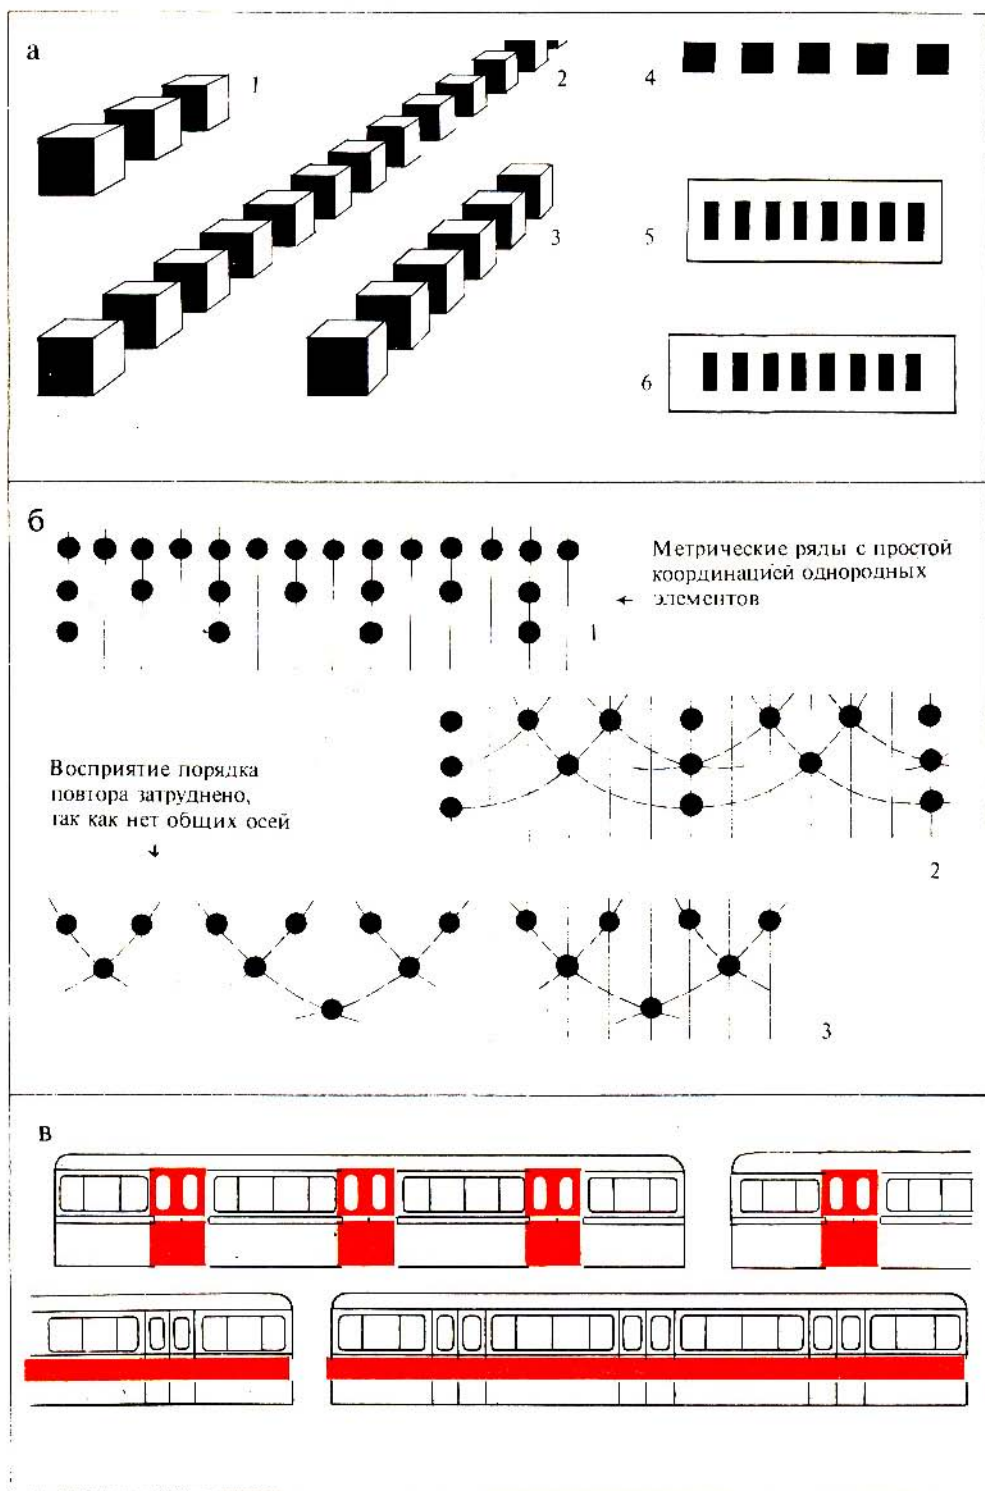 а
1
2
4
3
5
6
б
Метрические ряды с простой
координацией однородных
← элементов
1
Восприятие порядка
повтора затруднено,
так как нет общих осей
↓
2
3
в